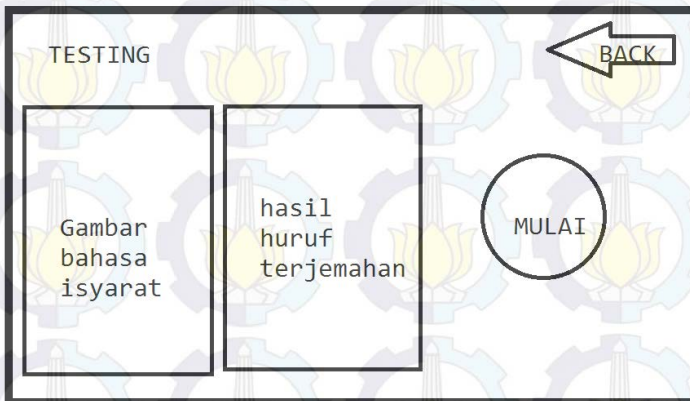 TESTING
BACK
Gambar
bahasa
isyarat
hasil
huruf
terjemahan
MULAI